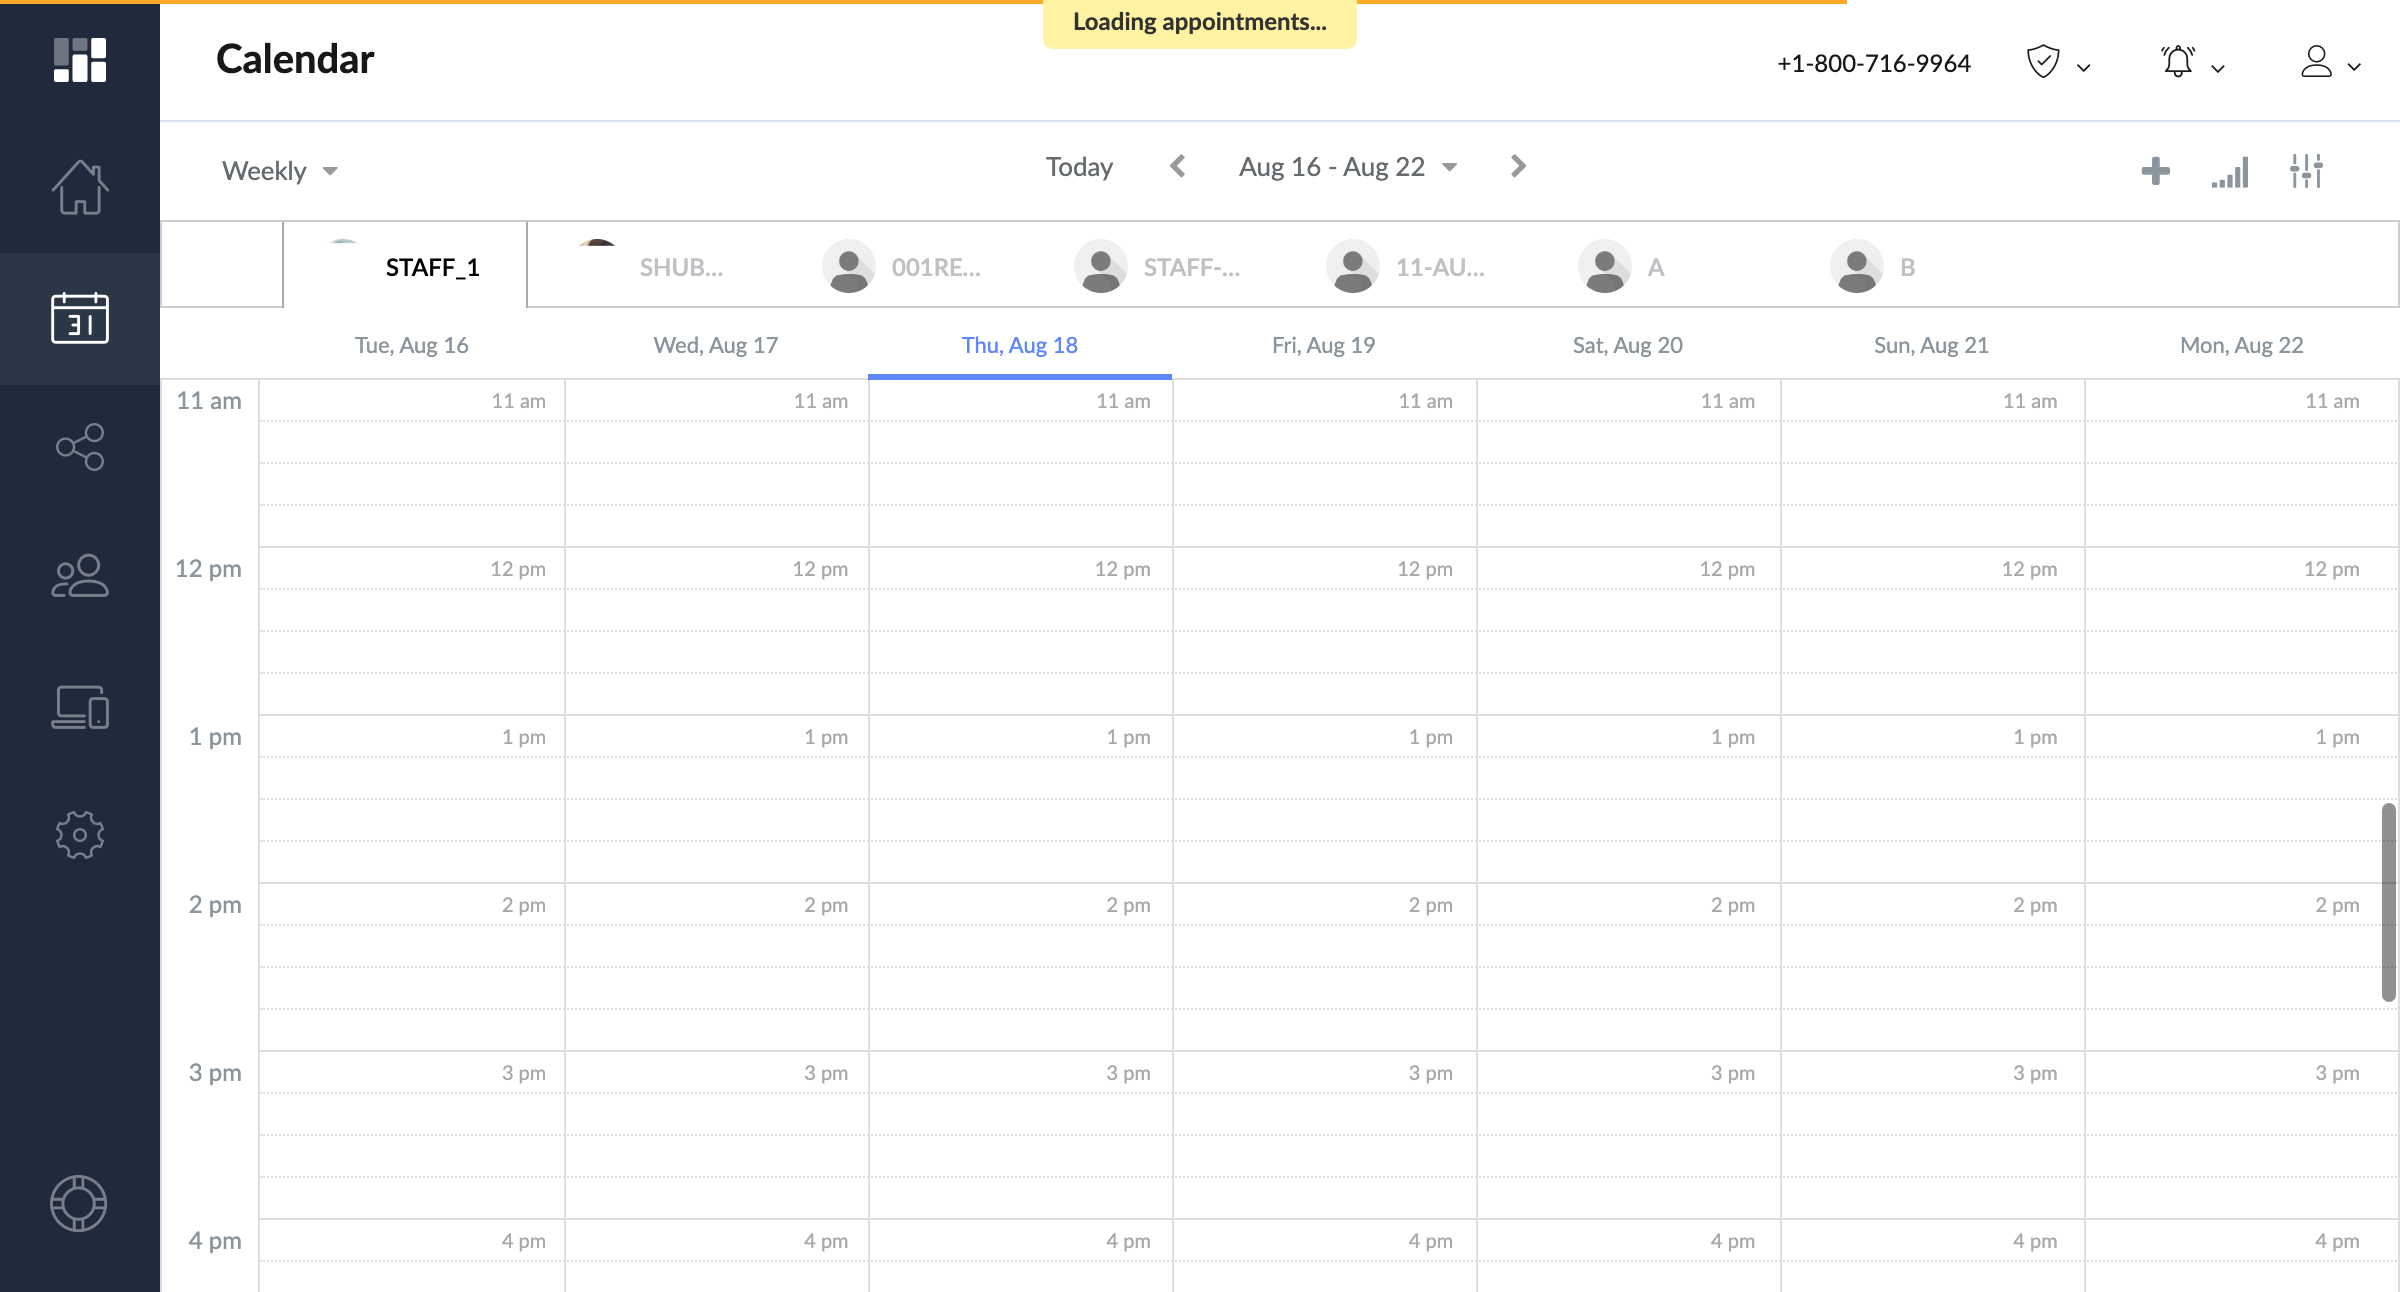 Loading appointments...
Calendar
+1-800-716-9964
Weekly
Today
Aug 16 - Aug 22
31
STAFF_1
SHUB...
001RE...
STAFF-...
11-AU...
A
B
Tue, Aug 16
Wed, Aug 17
Thu, Aug 18
Fri, Aug 19
Sat, Aug 20
Sun, Aug 21
Mon, Aug 22
11 am 11 am 11 am 11 am 11 am 11 am 11 am 11 am
12 pm 12 pm 12 pm 12 pm 12 pm 12 pm 12 pm 12 pm
1 pm 1 pm 1 pm 1 pm 1 pm 1 pm 1 pm 1 pm
2 pm 2 pm 2 pm 2 pm 2 pm 2 pm 2 pm 2 pm
3 pm 3 pm 3 pm 3 pm 3 pm 3 pm 3 pm 3 pm
4 pm 4 pm 4 pm 4 pm 4 pm 4 pm 4 pm 4 pm